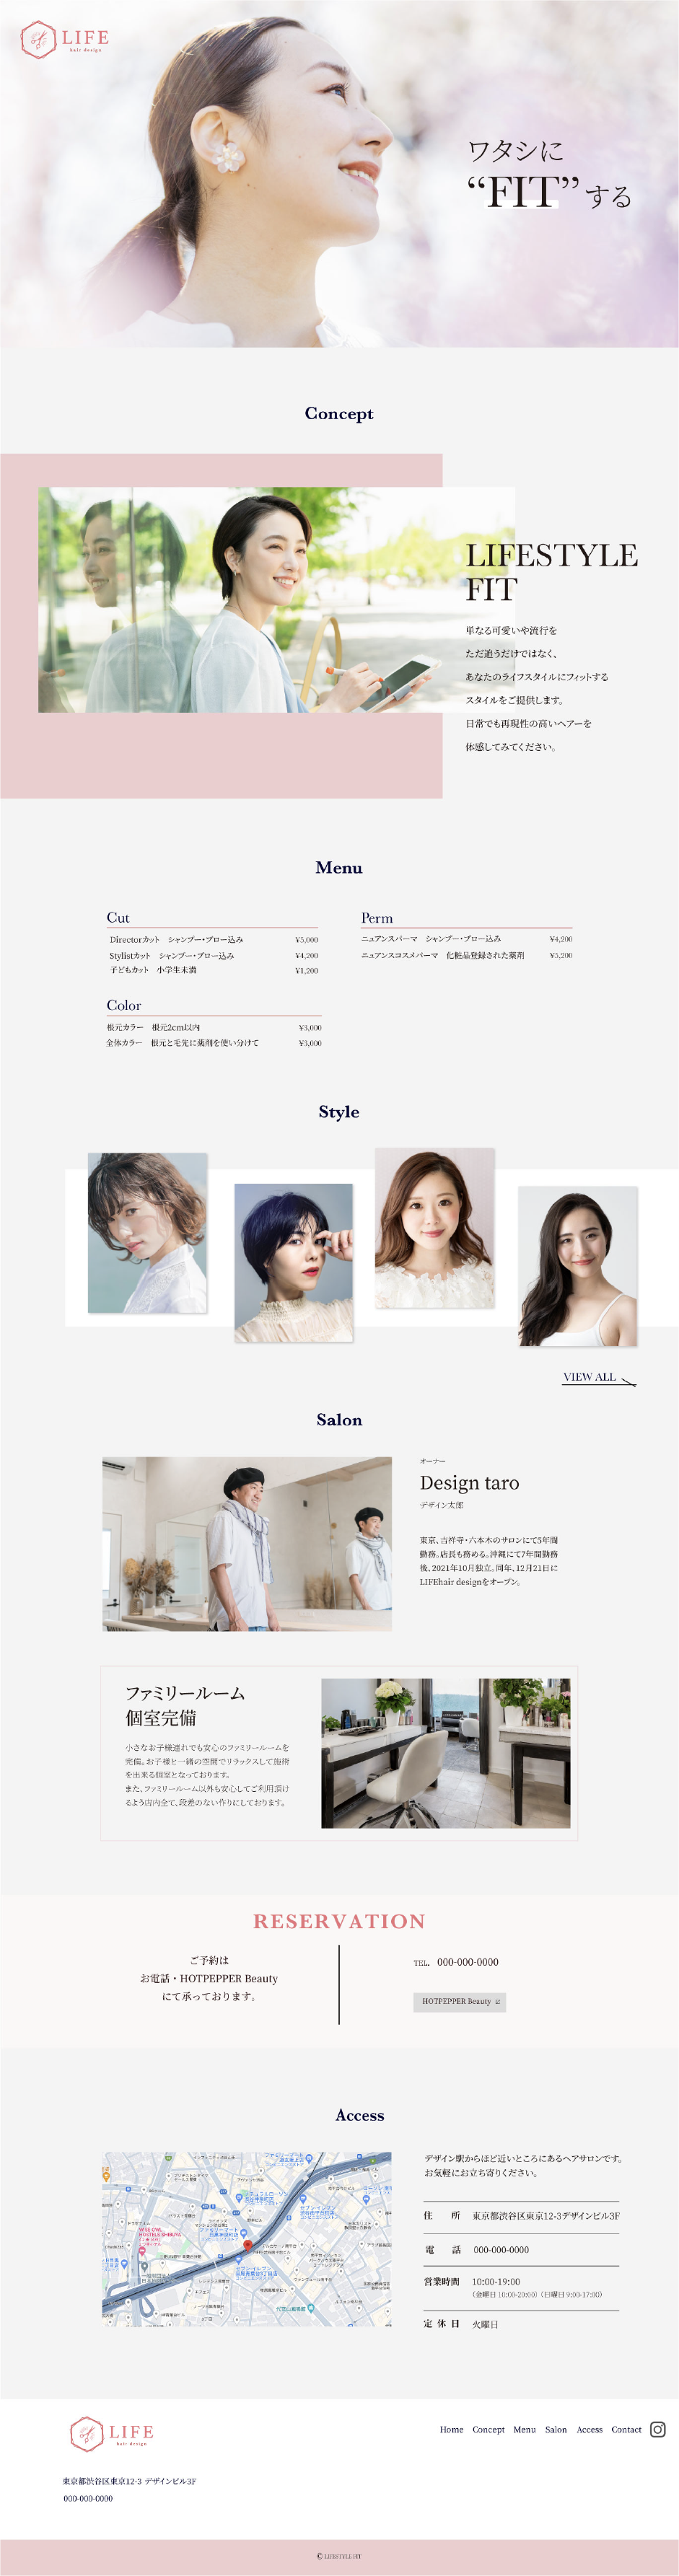 LIFE
hair design
ワタシに
“FIT”する
Concept
LIFESTYLE
FIT
単なる可愛いや流行を
ただ追うだけではなく、
あなたのライフスタイルにフィットする
スタイルをご提供します。
日常でも再現性の高いヘアーを
体感してみてください。
Menu
Cut
Directorカット　シャンプー・ブロー込み　¥5,000
Stylistカット　シャンプー・ブロー込み　¥4,200
子どもカット　小学生未満　¥1,200
Perm
ニュアンスパーマ　シャンプー・ブロー込み　¥4,200
ニュアンスコスメパーマ　化粧品登録された薬剤　¥5,200
Color
根元カラー　根元2cm以内　¥3,000
全体カラー　根元と毛先に薬剤を使い分けて　¥3,600
Style
VIEW ALL
Salon
オーナー
Design taro
デザイン太郎
東京、吉祥寺・六本木のサロンにて5年間
勤務。店長も務める。沖縄にて7年間勤務
後、2021年10月独立。同年、12月21日に
LIFEhair designをオープン。
ファミリールーム
個室完備
小さなお子様連れでも安心のファミリールームを
完備。お子様と一緒の空間でリラックスして施術
を出来る個室となっております。
また、ファミリールーム以外も安心してご利用頂け
るよう店内全て、段差のない作りにしております。
RESERVATION
ご予約は
お電話・HOTPEPPER Beauty
にて承っております。
TEL. 000-000-0000
HOTPEPPER Beauty
Access
デザイン駅からほど近いところにあるヘアサロンです。
お気軽にお立ち寄りください。
住　所　東京都渋谷区東京12-3デザインビル3F
電　話　000-000-0000
営業時間　10:00-19:00
（金曜日 10:00-20:00）（日曜日 9:00-17:00）
定 休 日　火曜日
LIFE
hair design
Home Concept Menu Salon Access Contact
東京都渋谷区東京12-3 デザインビル3F
000-000-0000
© LIFESTYLE FIT